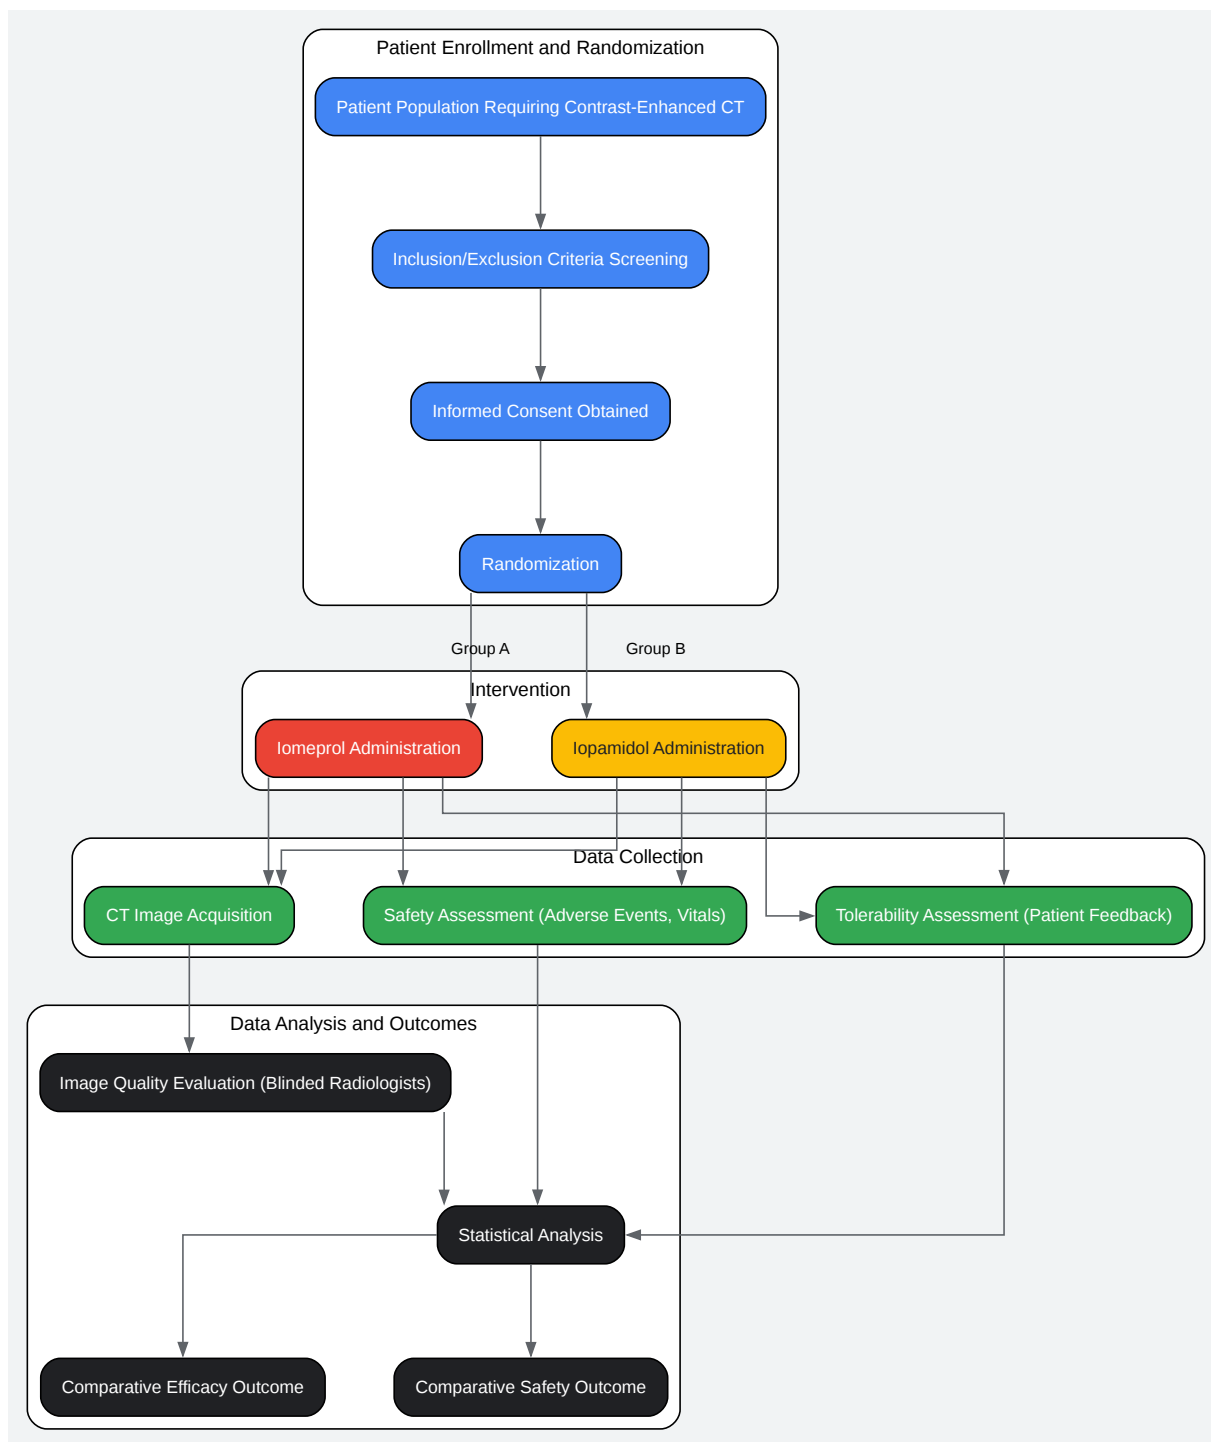 Patient Enrollment and Randomization
Patient Population Requiring Contrast-Enhanced CT
Inclusion/Exclusion Criteria Screening
Informed Consent Obtained
Randomization
Group A
Group B
Intervention
Iomeprol Administration
Iopamidol Administration
Data Collection
CT Image Acquisition
Safety Assessment (Adverse Events, Vitals)
Tolerability Assessment (Patient Feedback)
Data Analysis and Outcomes
Image Quality Evaluation (Blinded Radiologists)
Statistical Analysis
Comparative Efficacy Outcome
Comparative Safety Outcome